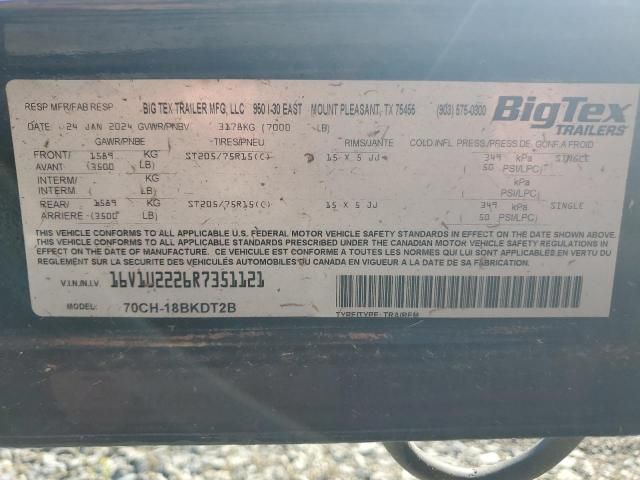 RESP MFR/FAB RESP BIG TEX TRAILER MFG, LLC 950 I-30 EAST MOUNT PLEASANT, TX 75455 (903) 575-0300
BigTex
TRAILERS
DATE 24 JAN 2024 GVWR/PNBV 3178KG (7000 LB)
GAWR/PNBE TIRES/PNEU RIMS/JANTE COLD INFL. PRESS/PRESS DE. GONF. A FROID
FRONT/ 1589 KG ST205/75R15(C) 15 X 5 JJ 349 kPa SINGLE
AVANT (3500 LB) ( 50 PSI/LPC)
INTERM/ KG kPa
INTERM/ LB) PSI/LPC)
REAR/ 1589 KG ST205/75R15(C) 15 X 5 JJ 349 kPa SINGLE
ARRIERE (3500 LB) ( 50 PSI/LPC)
THIS VEHICLE CONFORMS TO ALL APPLICABLE U.S. FEDERAL MOTOR VEHICLE SAFETY STANDARDS IN EFFECT ON THE DATE OF MANUFACTURE SHOWN ABOVE.
THIS VEHICLE CONFORMS TO ALL APPLICABLE STANDARDS PRESCRIBED UNDER THE CANADIAN MOTOR VEHICLE SAFETY REGULATIONS IN EFFECT
ON THE DATE OF MANUFACTURE / CE VEHICULE EST CONFORME A TOUTES LES NORMES QUI LUI SONT APPLICABLES EN VERTU DU
REGLEMENT SUR LA SECURITE DES VEHICULES AUTOMOBILES DU CANADA EN VIGUEUR A LA DATE DE SA FABRICATION.
V.I.N./N.I.V. 16V1U2226R7351121
MODEL: 70CH-18BKDT2B
TYPE/TYPE: TRA/REM